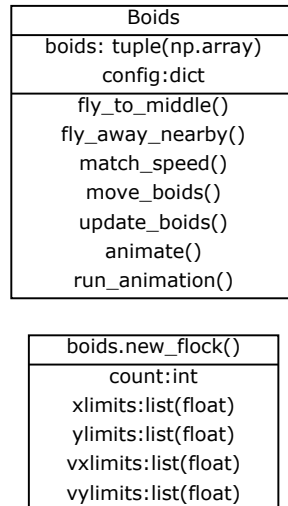 Boids
boids: tuple(np.array)
config:dict
fly_to_middle()
fly_away_nearby()
match_speed()
move_boids()
update_boids()
animate()
run_animation()
boids.new_flock()
count:int
xlimits:list(float)
ylimits:list(float)
vxlimits:list(float)
vylimits:list(float)